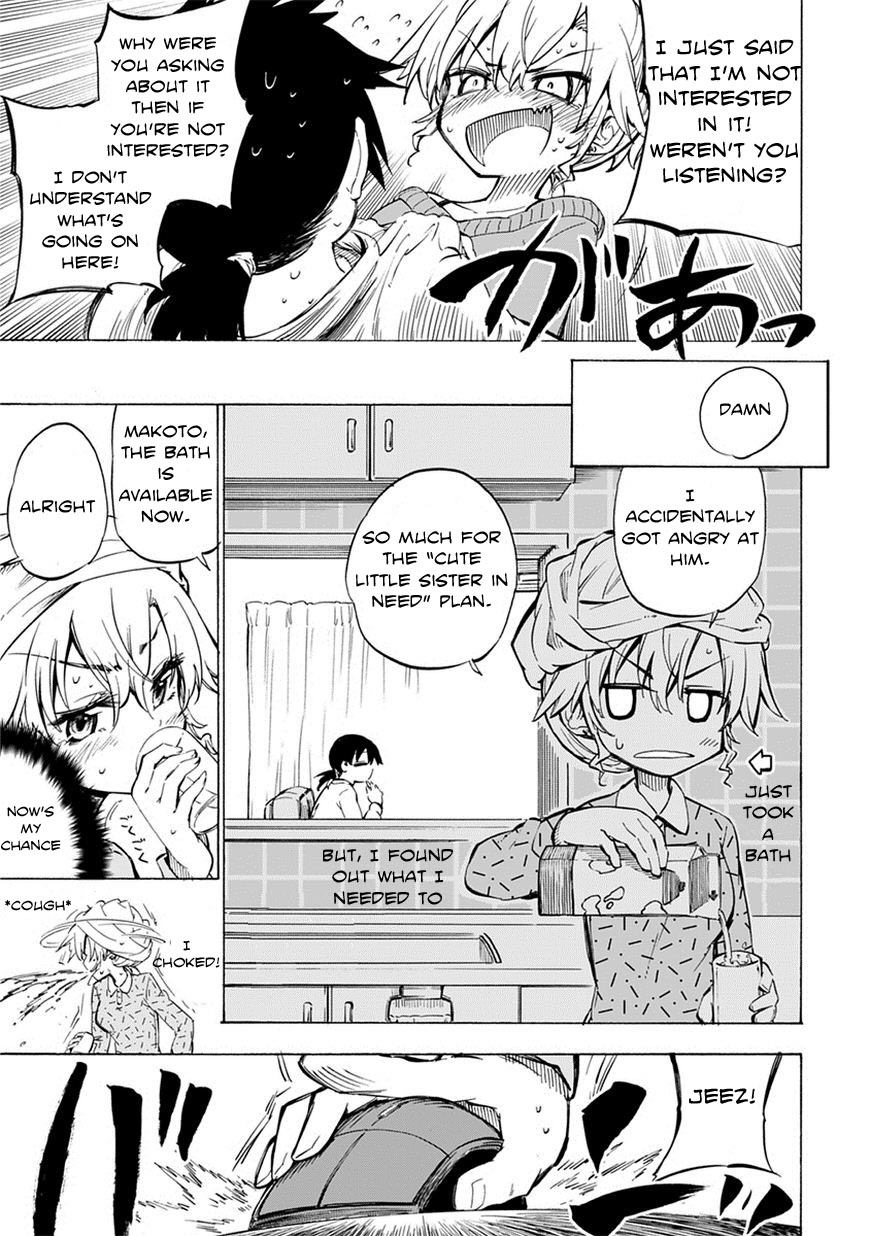 I JUST SAID
THAT I'M NOT
INTERESTED
IN IT!
WEREN'T YOU
LISTENING?
WHY WERE
YOU ASKING
ABOUT IT
THEN IF
YOU'RE NOT
INTERESTED?
I DON'T
UNDERSTAND
WHAT'S
GOING ON
HERE!
があっ
DAMN
I
ACCIDENTALLY
GOT ANGRY AT
HIM.
SO MUCH FOR
THE "CUTE
LITTLE SISTER IN
NEED" PLAN.
JUST
TOOK
A
BATH
BUT, I FOUND
OUT WHAT I
NEEDED TO
MAKOTO,
THE BATH
IS
AVAILABLE
NOW.
ALRIGHT
NOW'S
MY
CHANCE
*COUGH*
I
CHOKED!
JEEZ!